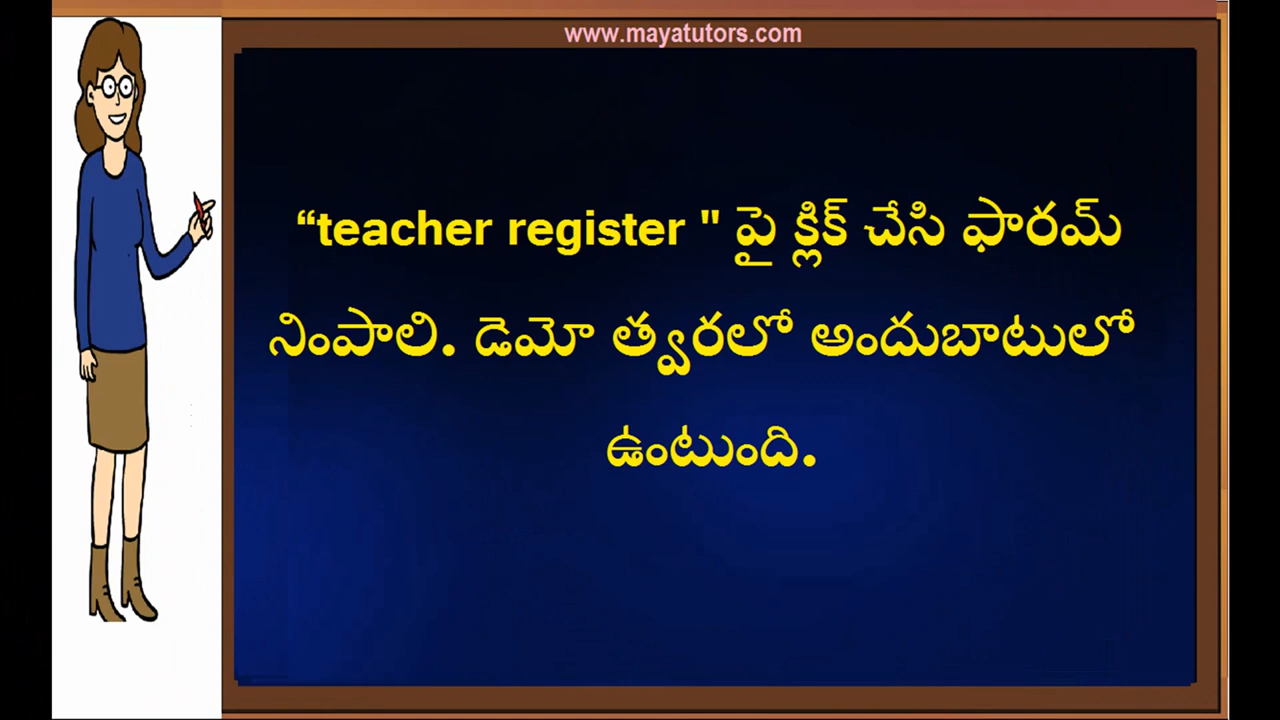 www.mayatutors.com
“teacher register " పై క్లిక్ చేసి ఫారమ్
నింపాలి. డెమో త్వరలో అందుబాటులో
ఉంటుంది.